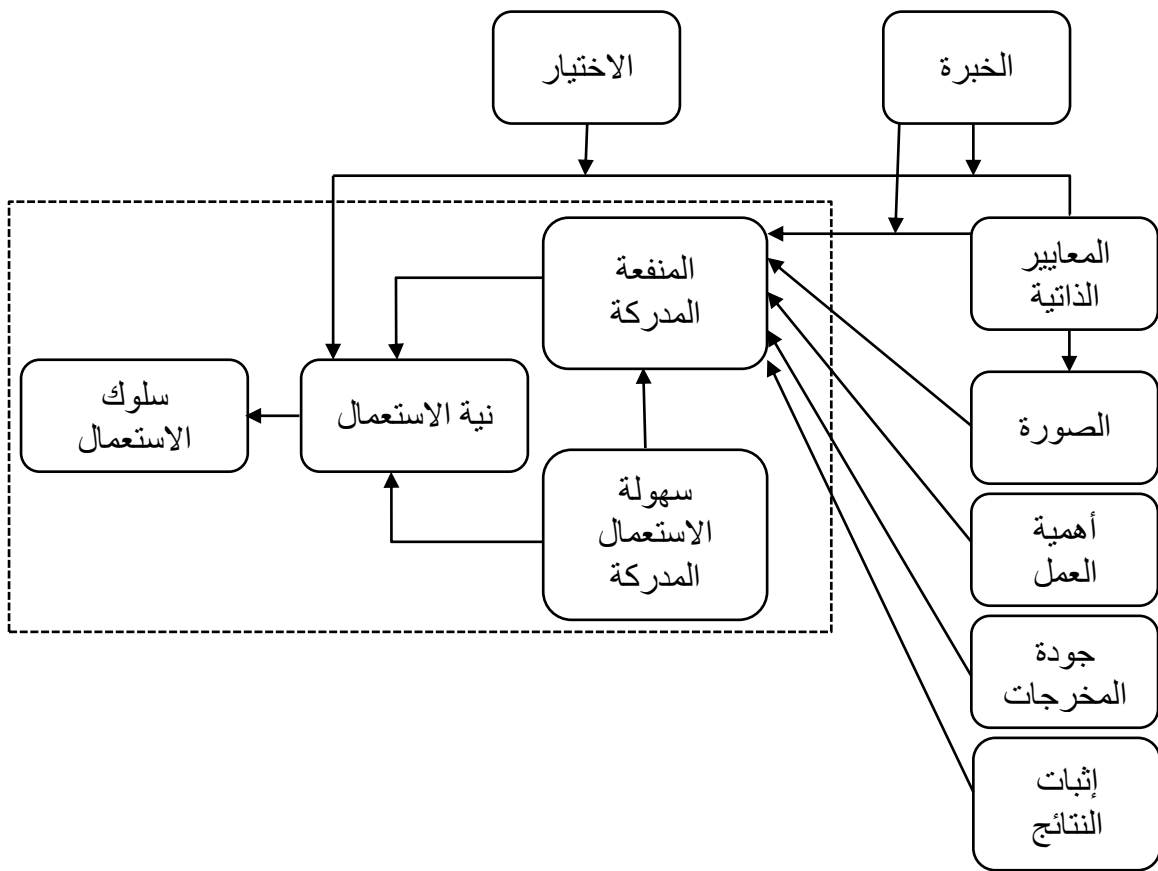 الخبرة
الاختيار
المعايير
الذاتية
المنفعة
المدركة
الصورة
نية الاستعمال
سلوك
الاستعمال
سهولة
الاستعمال
المدركة
أهمية
العمل
جودة
المخرجات
إثبات
النتائج